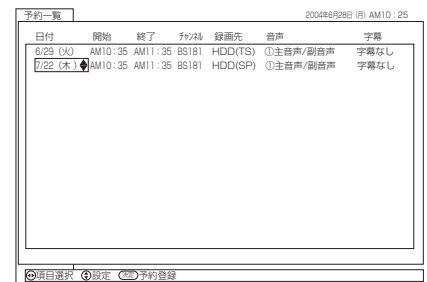 予約一覧 2004年6月28日 (月) AM10：25
日付 開始 終了 ﾁｬﾝﾈﾙ 録画先 音声 字幕
6/29 (火) AM10：35 AM11：35 BS181 HDD(TS) ①主音声/副音声 字幕なし
7/22 (木) AM10：35 AM11：35 BS181 HDD(SP) ①主音声/副音声 字幕なし
項目選択 設定 決定 予約登録